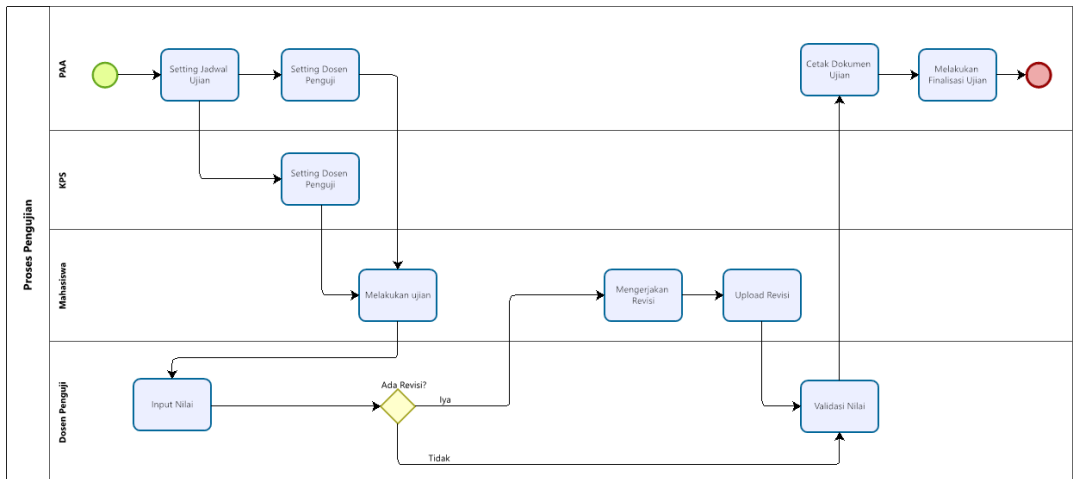 Proses Pengujian
PAA
Setting Jadwal
Ujian
Setting Dosen
Penguji
Cetak Dokumen
Ujian
Melakukan
Finalisasi Ujian
KPS
Setting Dosen
Penguji
Mahasiswa
Melakukan ujian
Mengerjakan
Revisi
Upload Revisi
Dosen Penguji
Input Nilai
Ada Revisi?
Iya
Tidak
Validasi Nilai